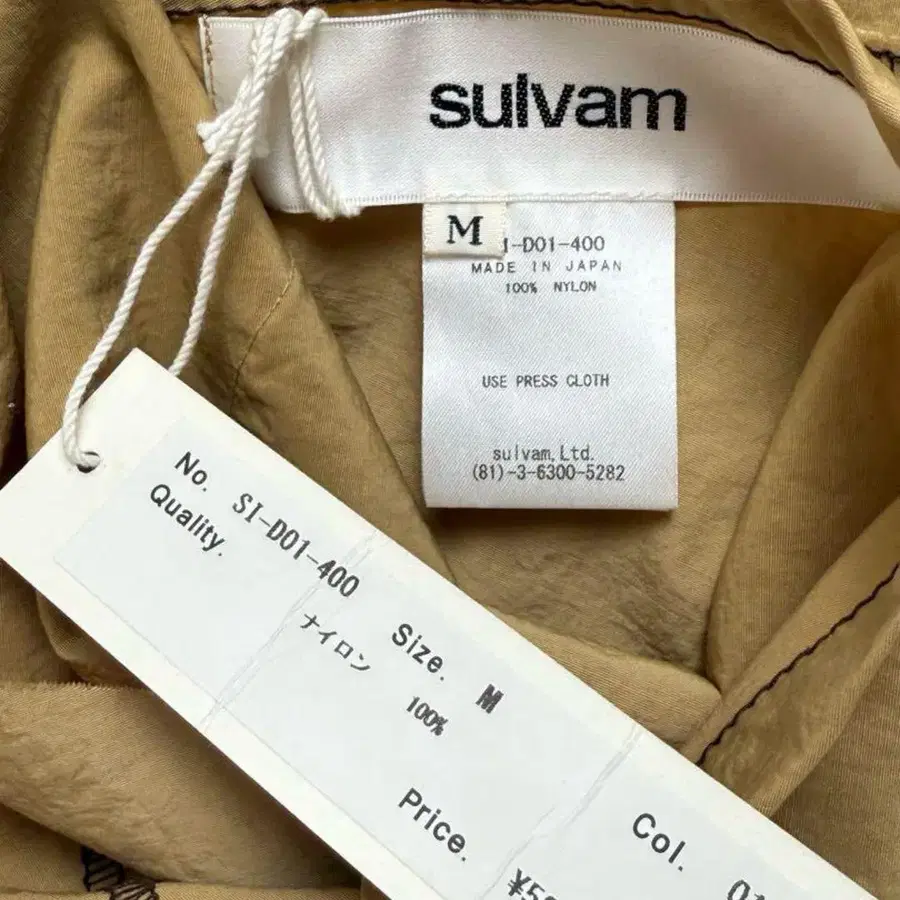 sulvam
M
I-D01-400
MADE IN JAPAN
100% NYLON
USE PRESS CLOTH
sulvam,Ltd.
(81)-3-6300-5282
No. SI-D01-400
Size. M
Quality.
ナイロン 100%
Price.
Col.